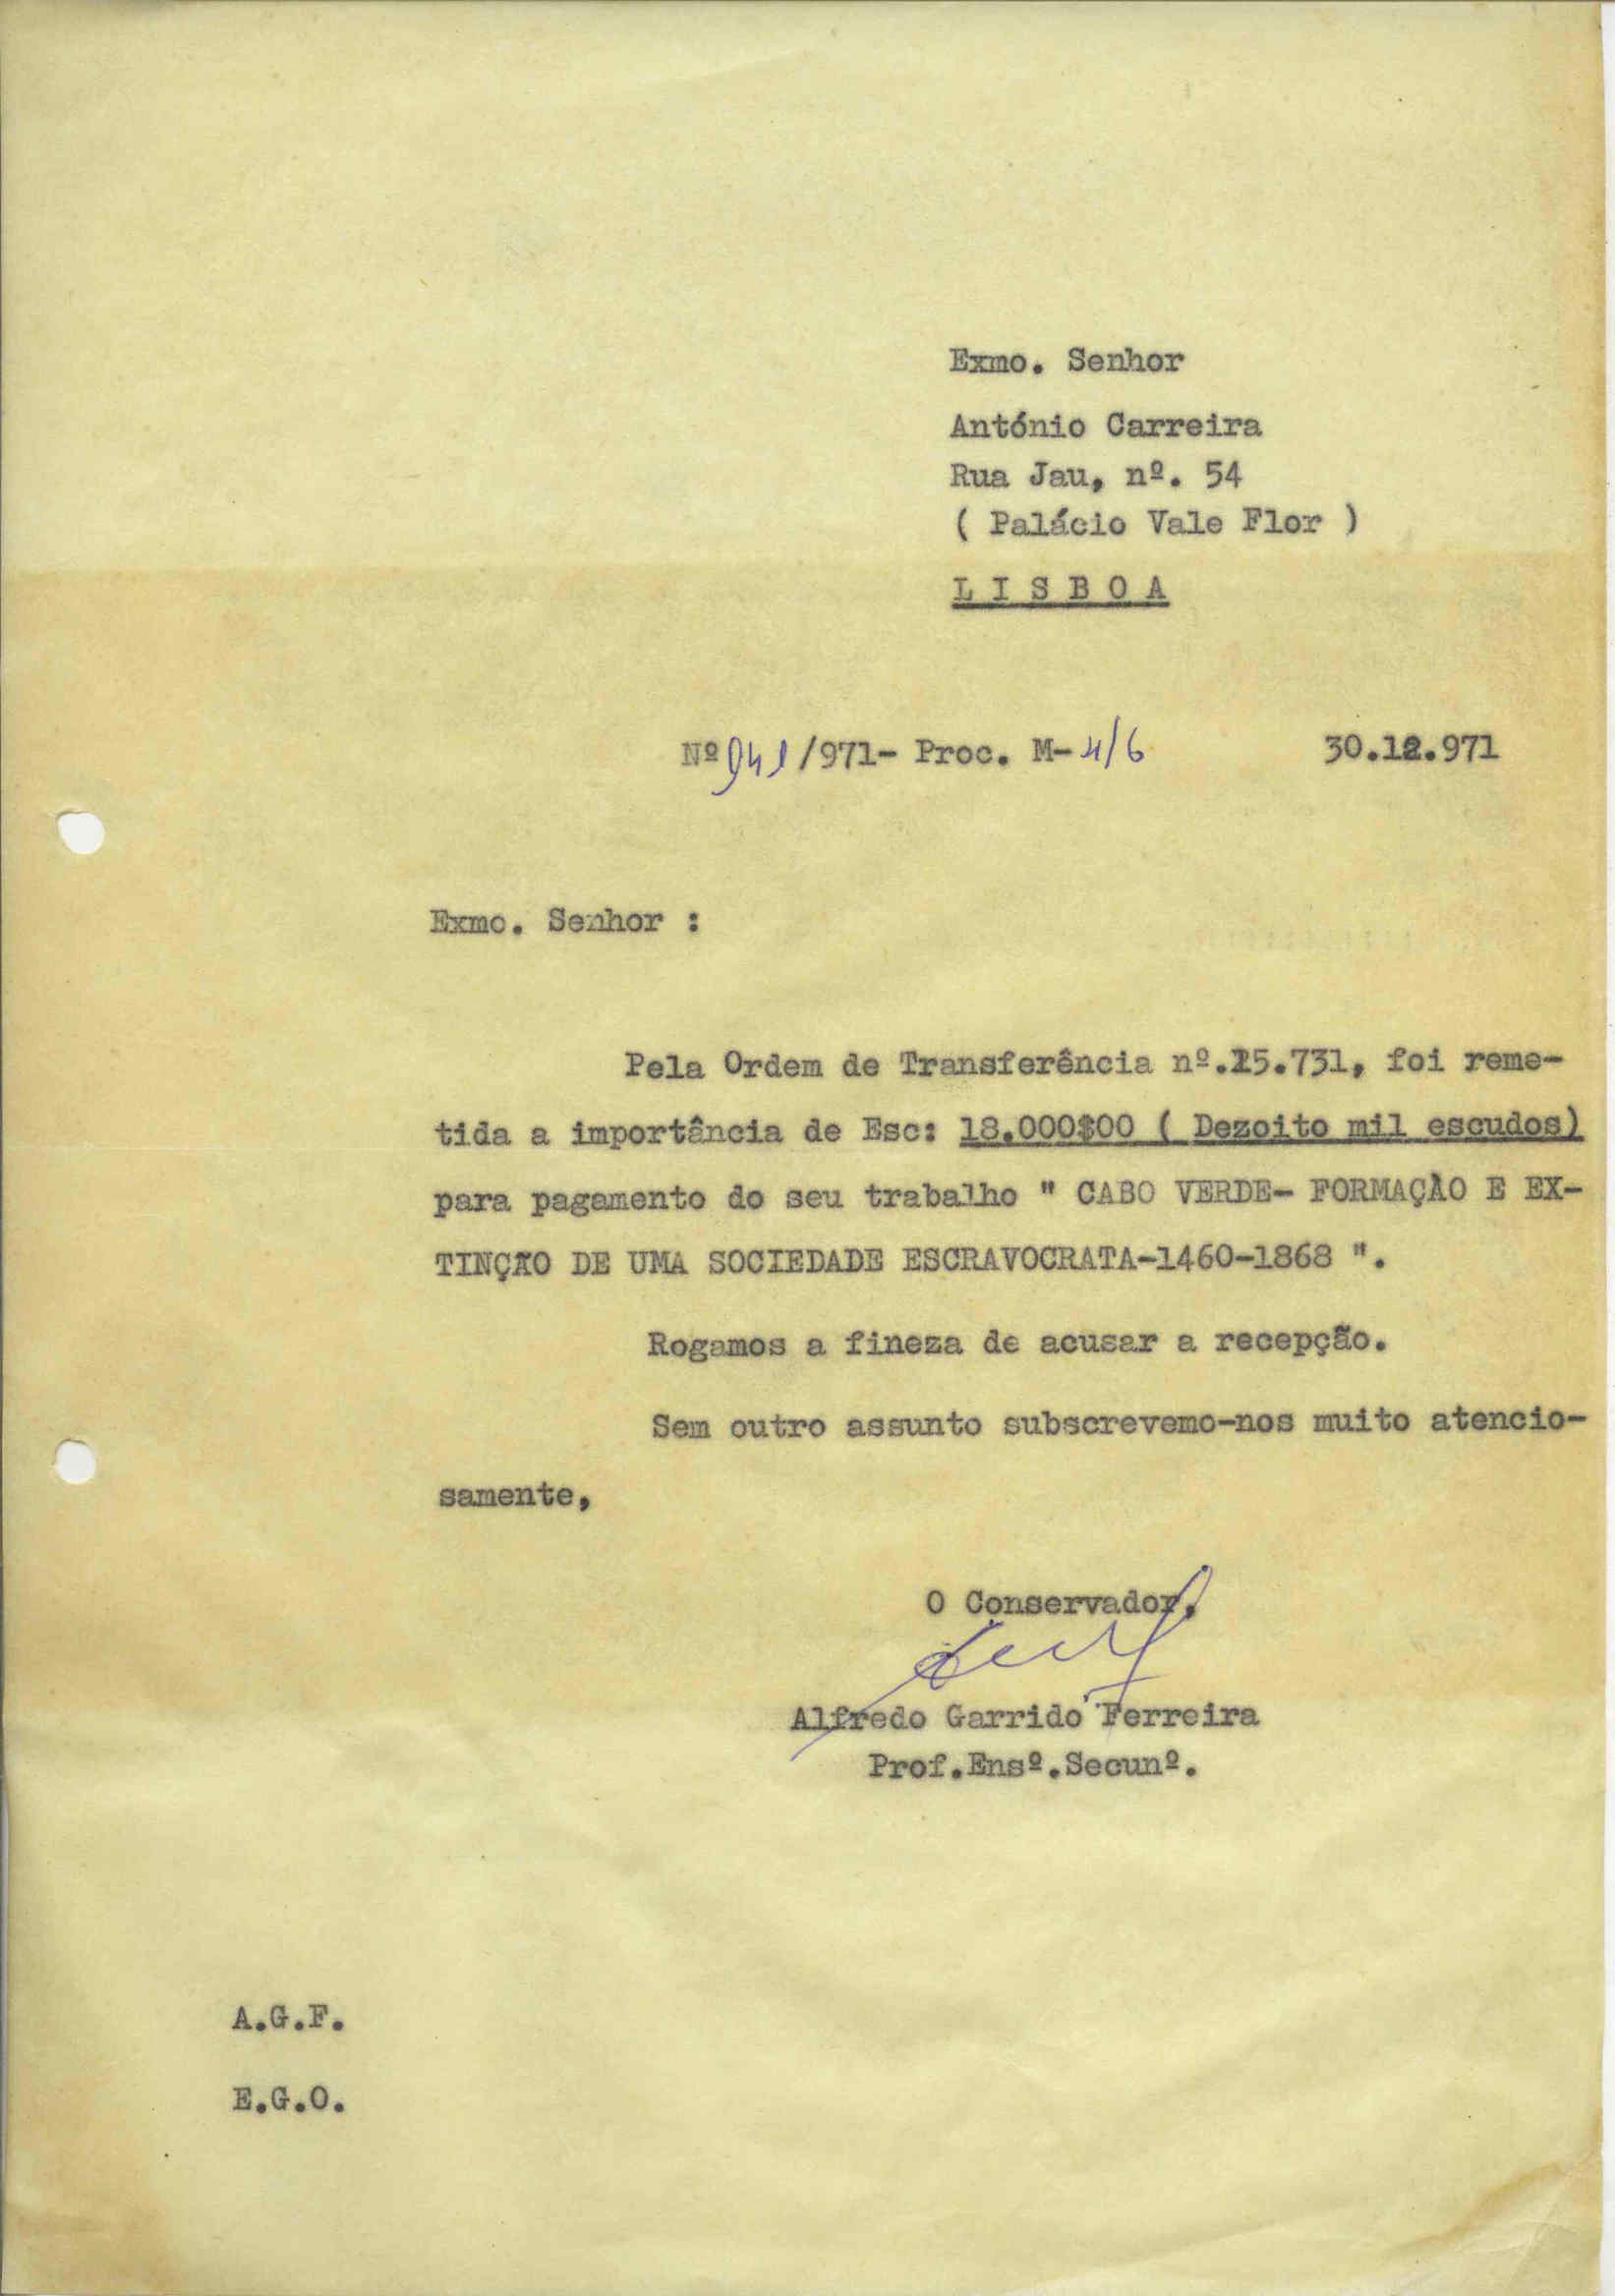 Exmo. Senhor
António Carreira
Rua Jau, nº. 54
( Palácio Vale Flor )
L I S B O A
Nº 941/971- Proc. M-4/6 30.12.971
Exmo. Senhor :
Pela Ordem de Transferência nº.15.731, foi reme-
tida a importância de Esc: 18.000$00 ( Dezoito mil escudos)
para pagamento do seu trabalho " CABO VERDE- FORMAÇÃO E EX-
TINÇÃO DE UMA SOCIEDADE ESCRAVOCRATA-1460-1868 ".
Rogamos a fineza de acusar a recepção.
Sem outro assunto subscrevemo-nos muito atencio-
samente,
O Conservador,
Alfredo Garrido Ferreira
Prof.Ensº.Secunº.
A.G.F.
E.G.O.